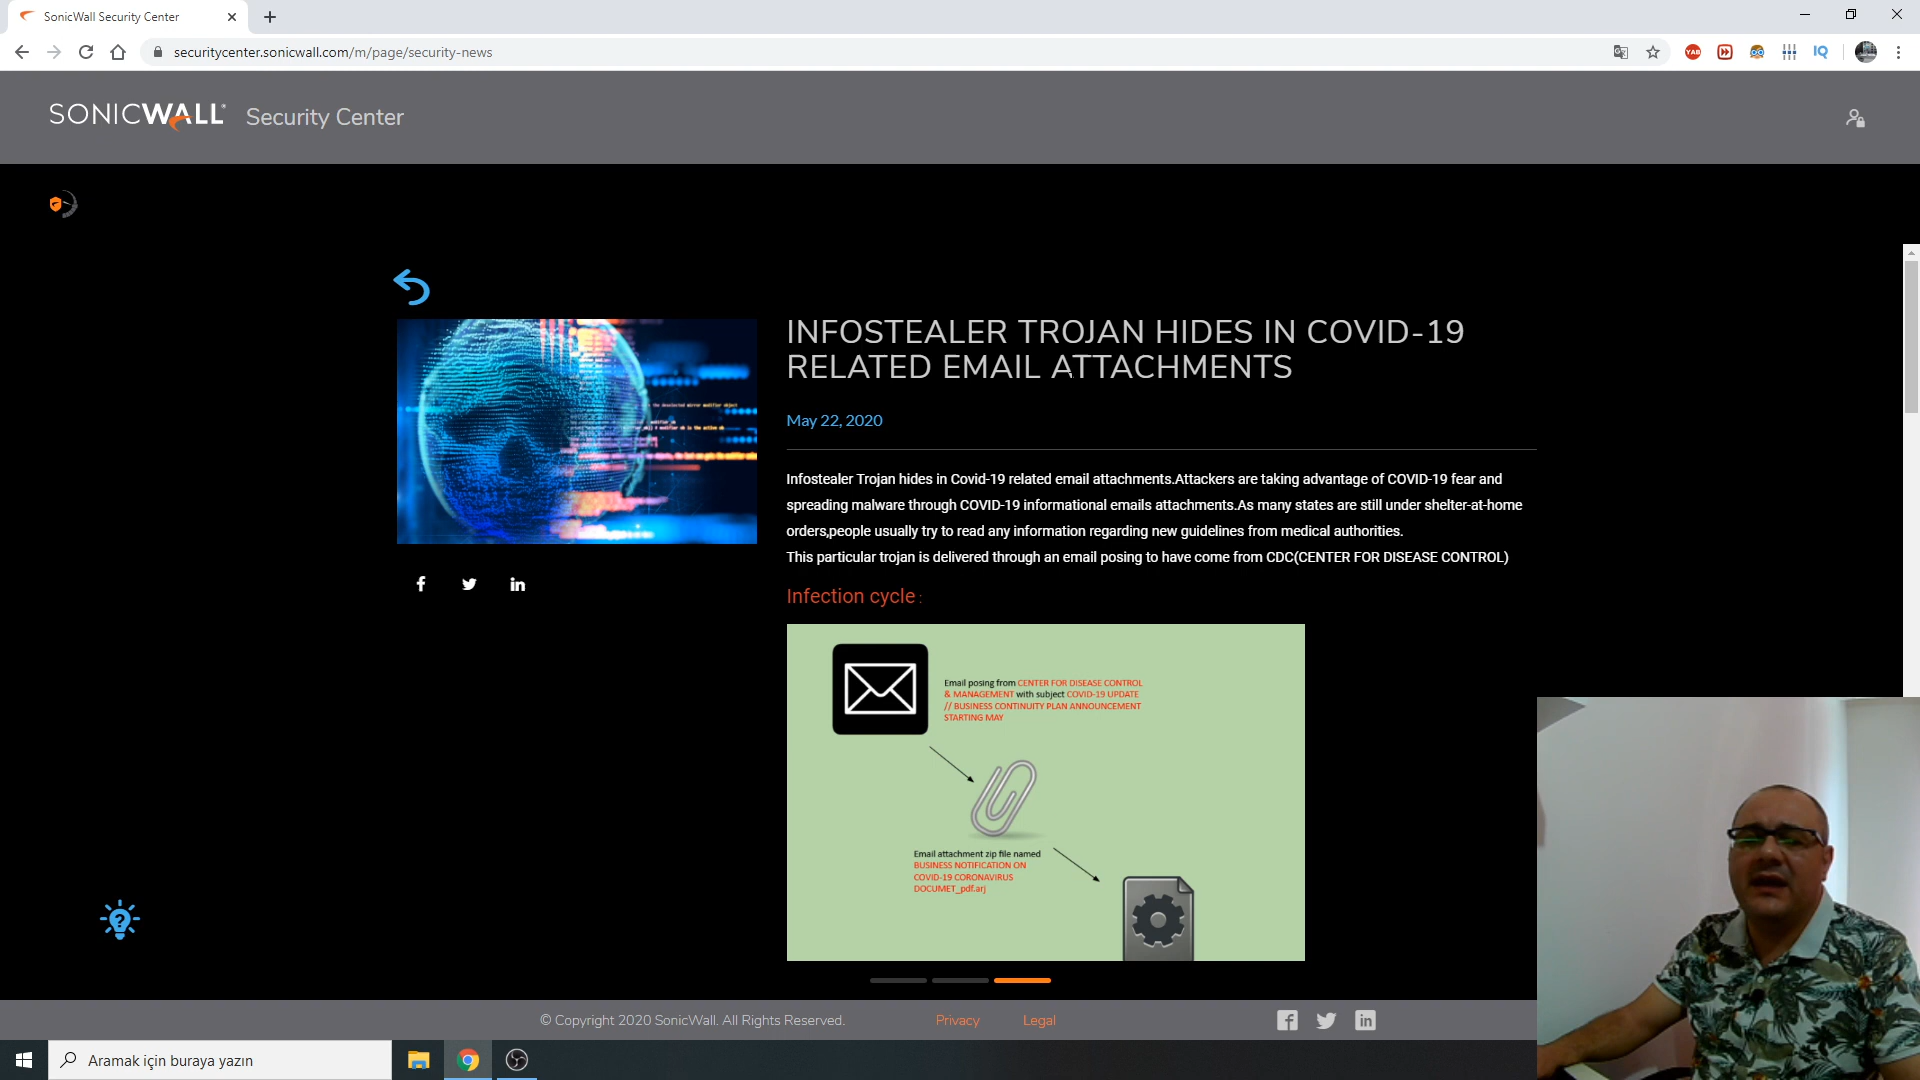 SonicWall Security Center
securitycenter.sonicwall.com/m/page/security-news
YAB
IQ
SONICWALL Security Center
INFOSTEALER TROJAN HIDES IN COVID-19
RELATED EMAIL ATTACHMENTS
May 22, 2020
Infostealer Trojan hides in Covid-19 related email attachments.Attackers are taking advantage of COVID-19 fear and
spreading malware through COVID-19 informational emails attachments.As many states are still under shelter-at-home
orders,people usually try to read any information regarding new guidelines from medical authorities.
This particular trojan is delivered through an email posing to have come from CDC(CENTER FOR DISEASE CONTROL)
Infection cycle :
Email posing from CENTER FOR DISEASE CONTROL
& MANAGEMENT with subject COVID-19 UPDATE
// BUSINESS CONTINUITY PLAN ANNOUNCEMENT
STARTING MAY
Email attachment zip file named
BUSINESS NOTIFICATION ON
COVID-19 CORONAVIRUS
DOCUMET_pdf.arj
© Copyright 2020 SonicWall. All Rights Reserved.
Privacy
Legal
Aramak için buraya yazın